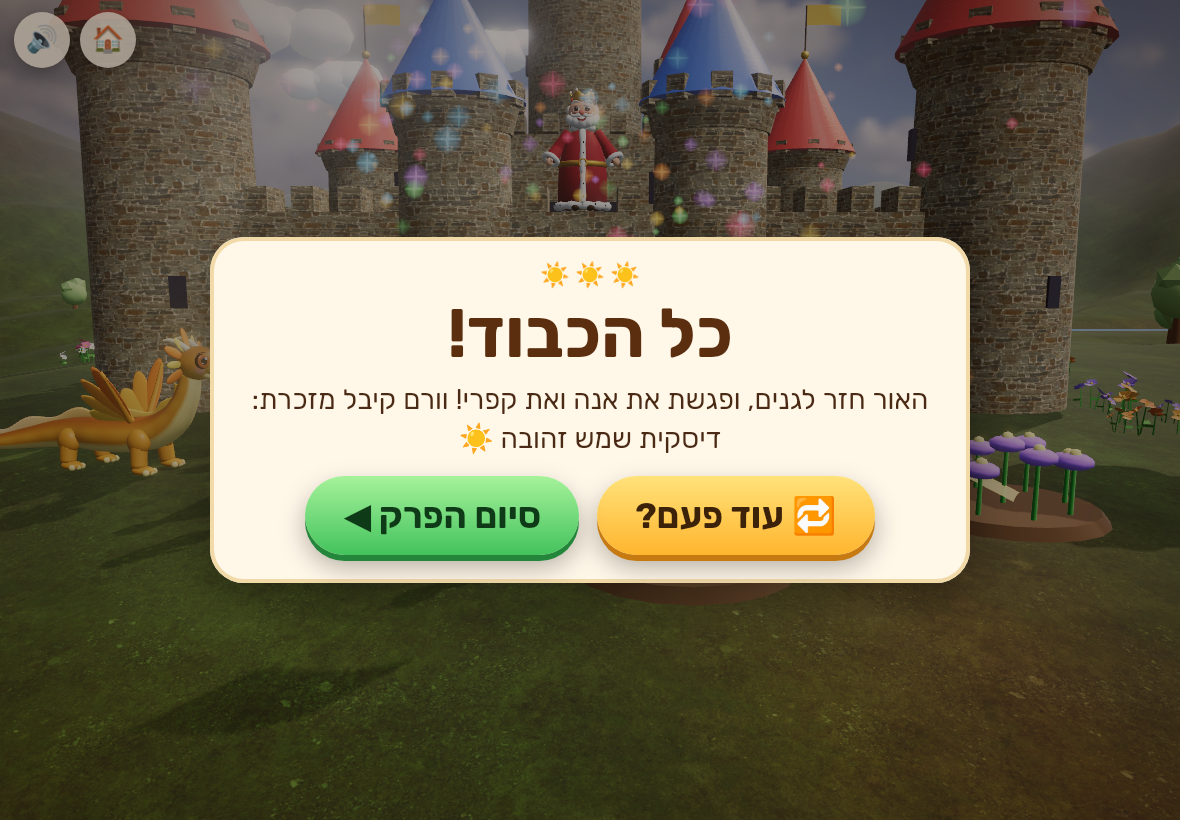 כל הכבוד!
האור חזר לגנים, ופגשת את אנה ואת קפרי! וורם קיבל מזכרת:
דיסקית שמש זהובה ☀️
🔁 עוד פעם?
סיום הפרק ◀